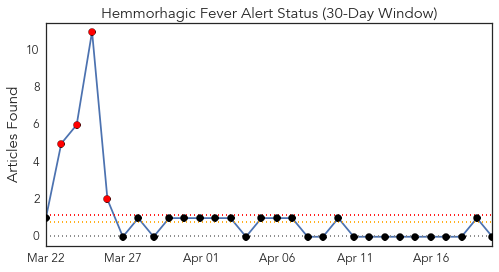 Hemmorhagic Fever Alert Status (30-Day Window)
Articles Found
10
8
6
4
2
0
Mar 22
Mar 27
Apr 01
Apr 06
Apr 11
Apr 16